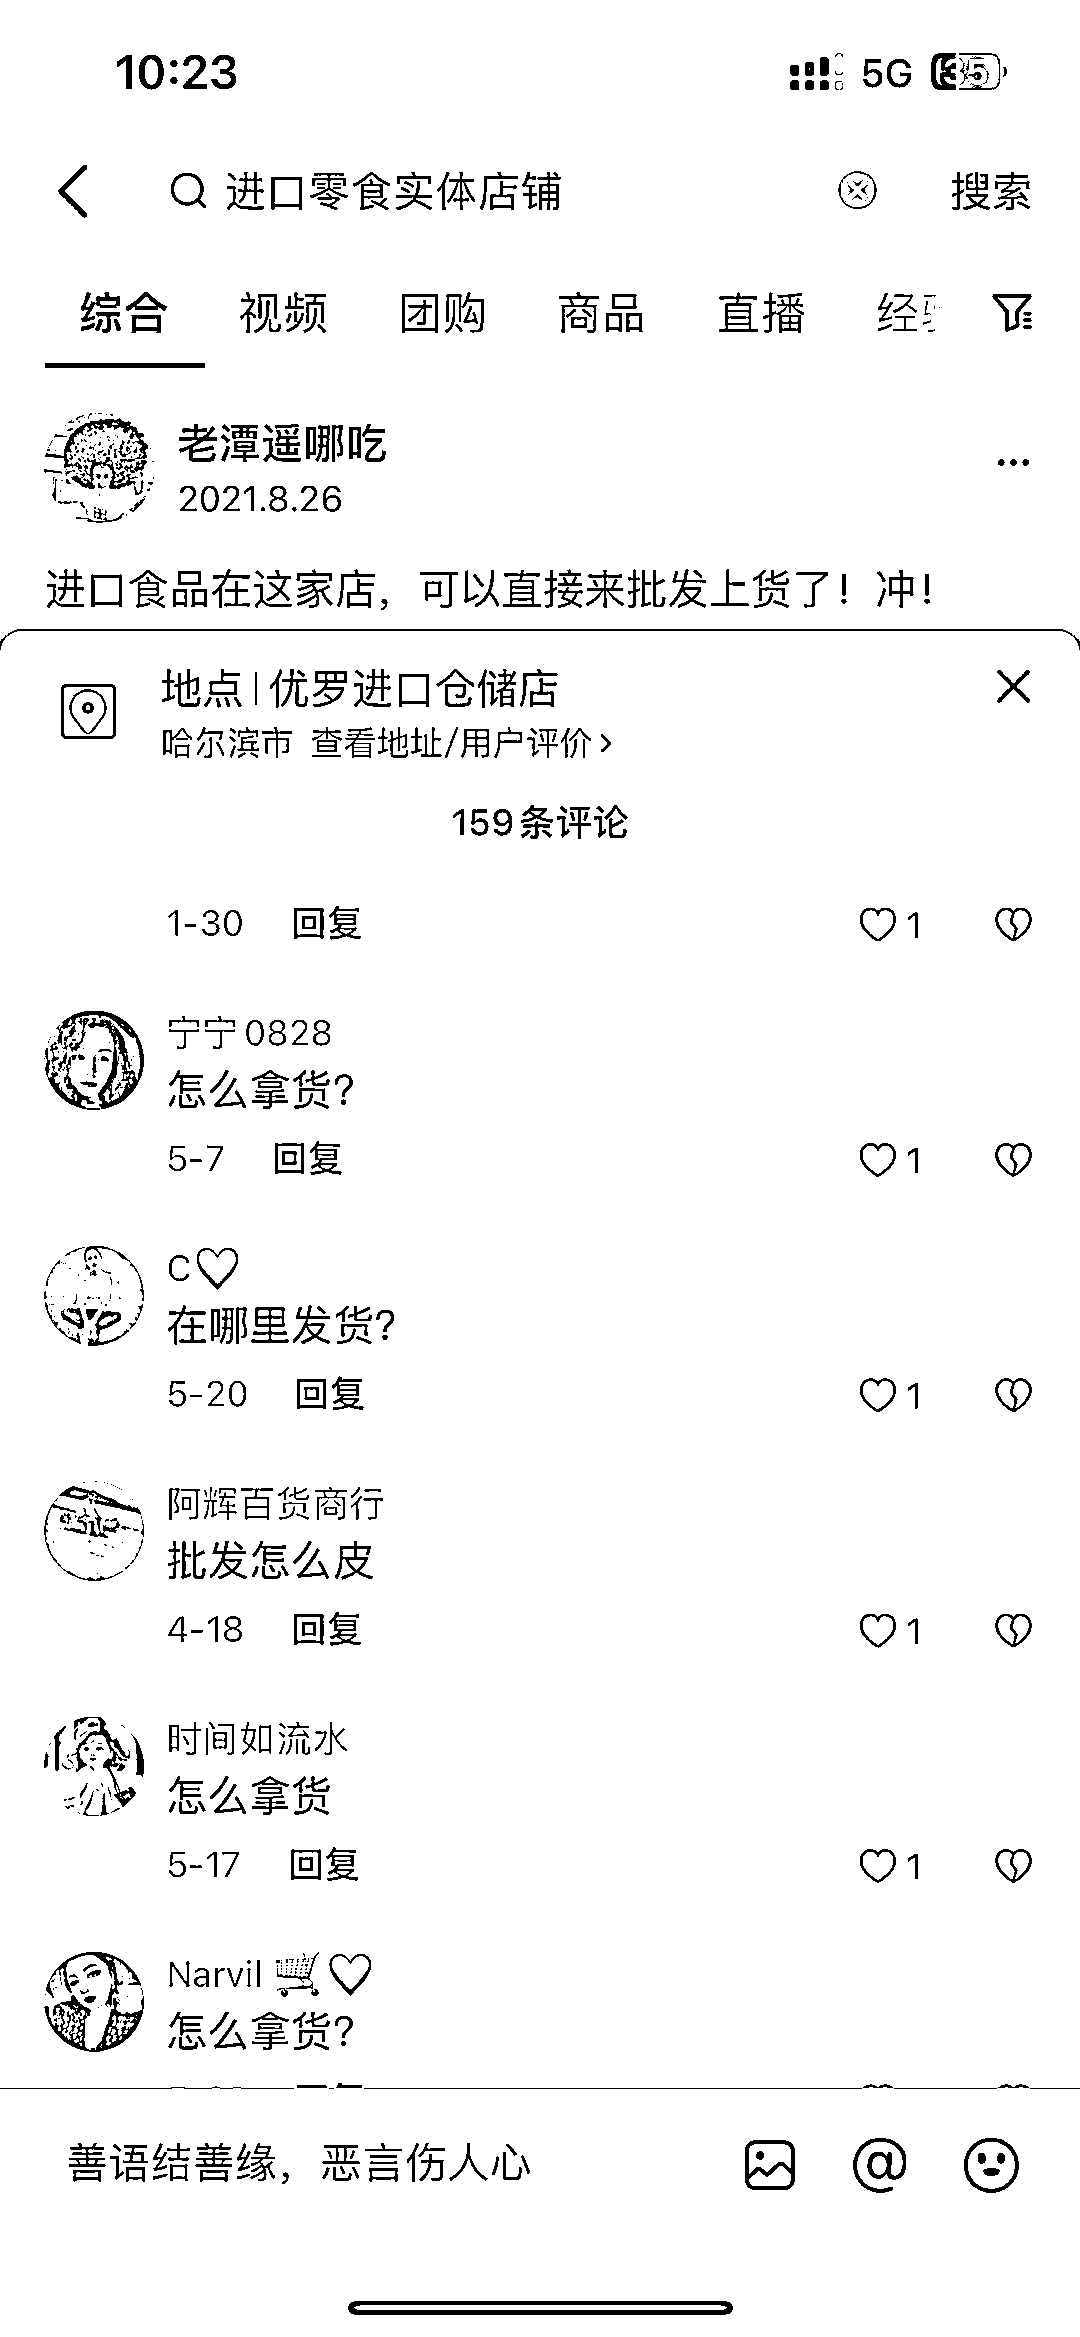 10:23
5G 35
进口零食实体店铺
搜索
综合 视频 团购 商品 直播 经
老潭遥哪吃
2021.8.26
进口食品在这家店，可以直接来批发上货了！冲！
地点 | 优罗进口仓储店
哈尔滨市 查看地址/用户评价 >
159条评论
1-30 回复 1
宁宁0828
怎么拿货？
5-7 回复 1
C♡
在哪里发货？
5-20 回复 1
阿辉百货商行
批发怎么皮
4-18 回复 1
时间如流水
怎么拿货
5-17 回复 1
Narvil 🛒♡
怎么拿货？
善语结善缘，恶言伤人心